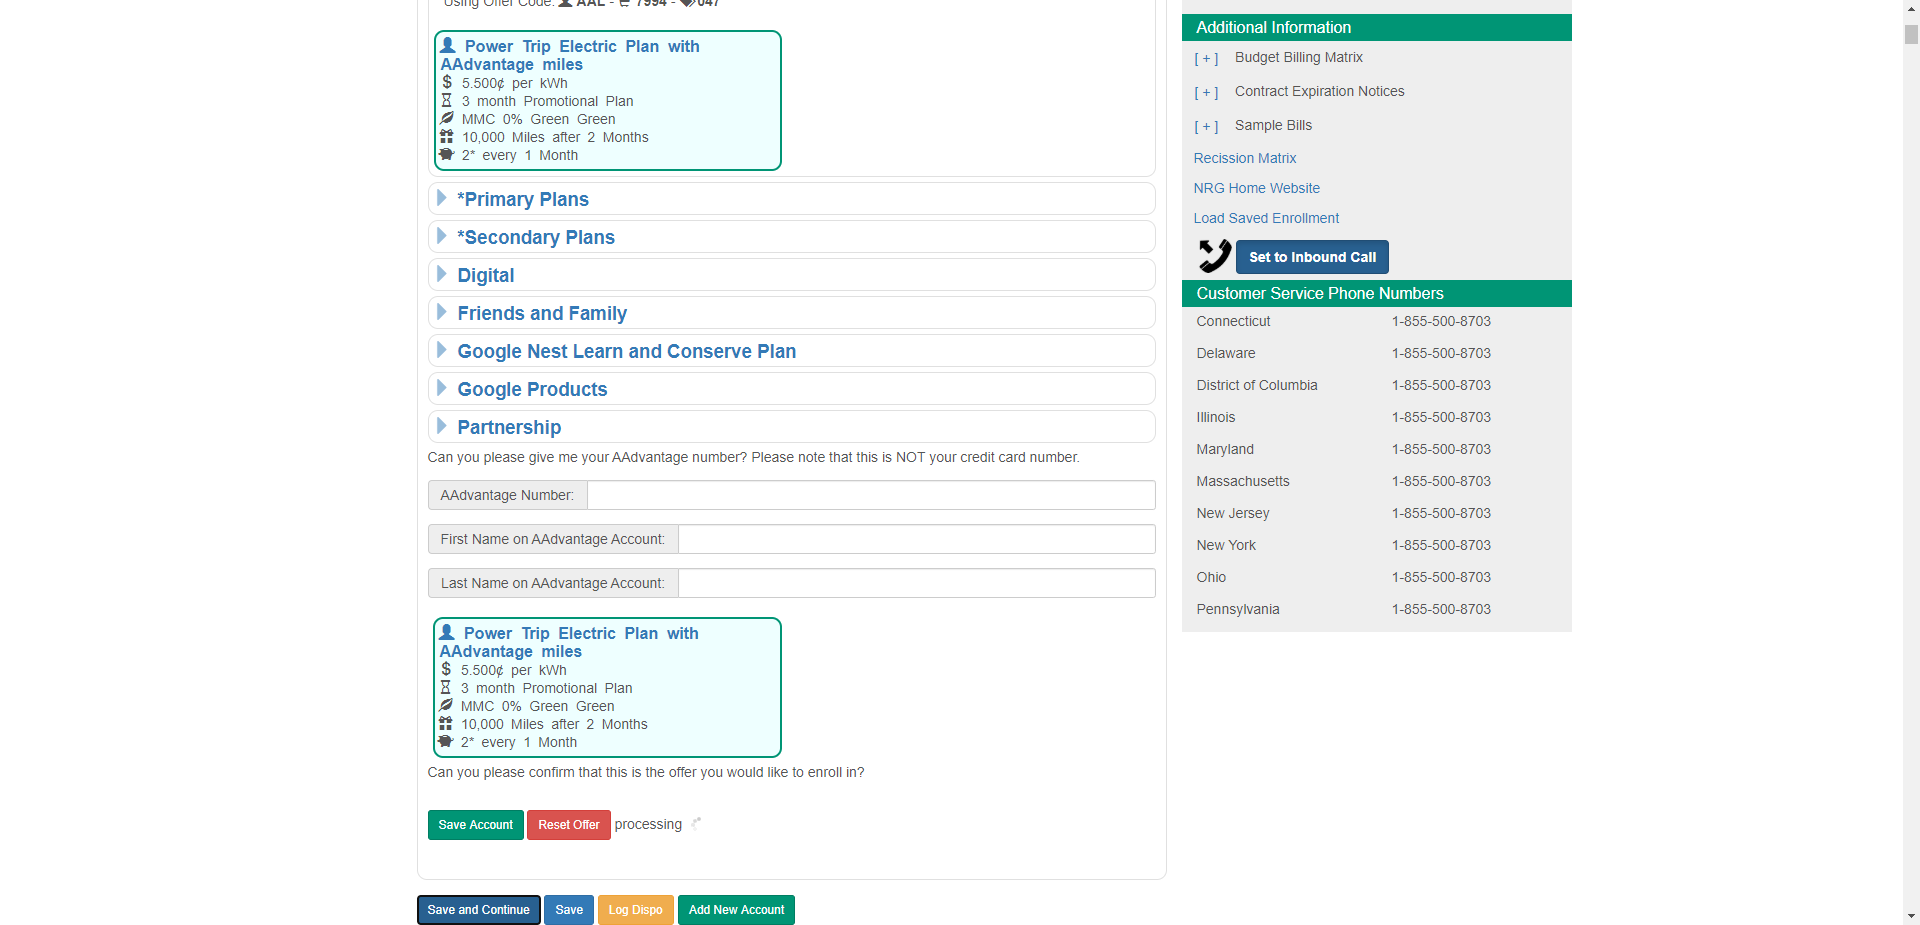 Using Offer Code: AAL - 7994 - 047
Power Trip Electric Plan with
AAdvantage miles
5.500¢ per kWh
3 month Promotional Plan
MMC 0% Green Green
10,000 Miles after 2 Months
2* every 1 Month
*Primary Plans
*Secondary Plans
Digital
Friends and Family
Google Nest Learn and Conserve Plan
Google Products
Partnership
Can you please give me your AAdvantage number? Please note that this is NOT your credit card number.
AAdvantage Number:
First Name on AAdvantage Account:
Last Name on AAdvantage Account:
Power Trip Electric Plan with
AAdvantage miles
5.500¢ per kWh
3 month Promotional Plan
MMC 0% Green Green
10,000 Miles after 2 Months
2* every 1 Month
Can you please confirm that this is the offer you would like to enroll in?
Save Account Reset Offer processing
Save and Continue Save Log Dispo Add New Account
Additional Information
[ + ] Budget Billing Matrix
[ + ] Contract Expiration Notices
[ + ] Sample Bills
Recission Matrix
NRG Home Website
Load Saved Enrollment
Set to Inbound Call
Customer Service Phone Numbers
Connecticut 1-855-500-8703
Delaware 1-855-500-8703
District of Columbia 1-855-500-8703
Illinois 1-855-500-8703
Maryland 1-855-500-8703
Massachusetts 1-855-500-8703
New Jersey 1-855-500-8703
New York 1-855-500-8703
Ohio 1-855-500-8703
Pennsylvania 1-855-500-8703